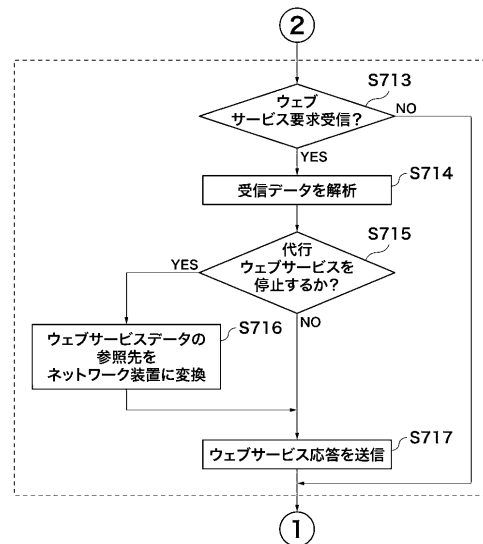 2
S713
ウェブ
サービス要求受信？
NO
YES
S714
受信データを解析
S715
代行
ウェブサービスを
停止するか？
YES
NO
S716
ウェブサービスデータの
参照先を
ネットワーク装置に変換
S717
ウェブサービス応答を送信
1